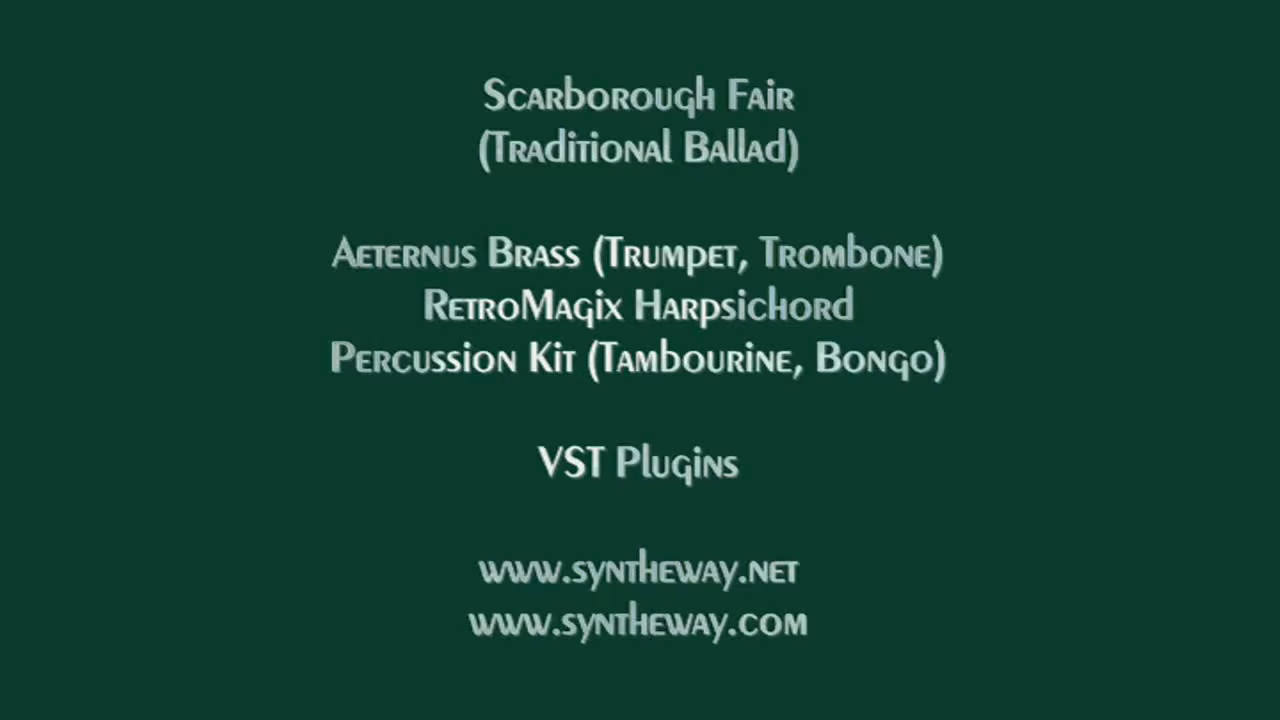 Scarborough Fair
(Traditional Ballad)
Aeternus Brass (Trumpet, Trombone)
RetroMagix Harpsichord
Percussion Kit (Tambourine, Bongo)
VST Plugins
www.syntheway.net
www.syntheway.com